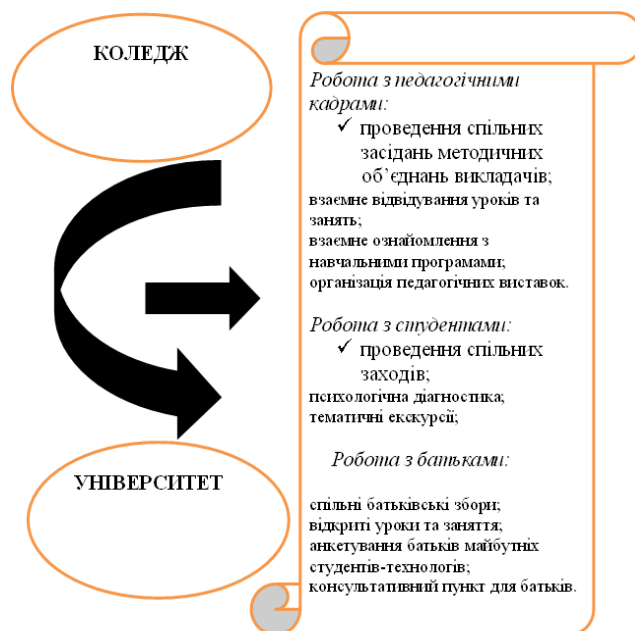 КОЛЕДЖ
Робота з педагогічними
кадрами:
✓ проведення спільних
засідань методичних
об’єднань викладачів;
взаємне відвідування уроків та
занять;
взаємне ознайомлення з
навчальними програмами;
організація педагогічних виставок.
Робота з студентами:
✓ проведення спільних
заходів;
психологічна діагностика;
тематичні екскурсії;
УНІВЕРСИТЕТ
Робота з батьками:
спільні батьківські збори;
відкриті уроки та заняття;
анкетування батьків майбутніх
студентів-технологів;
консультативний пункт для батьків.